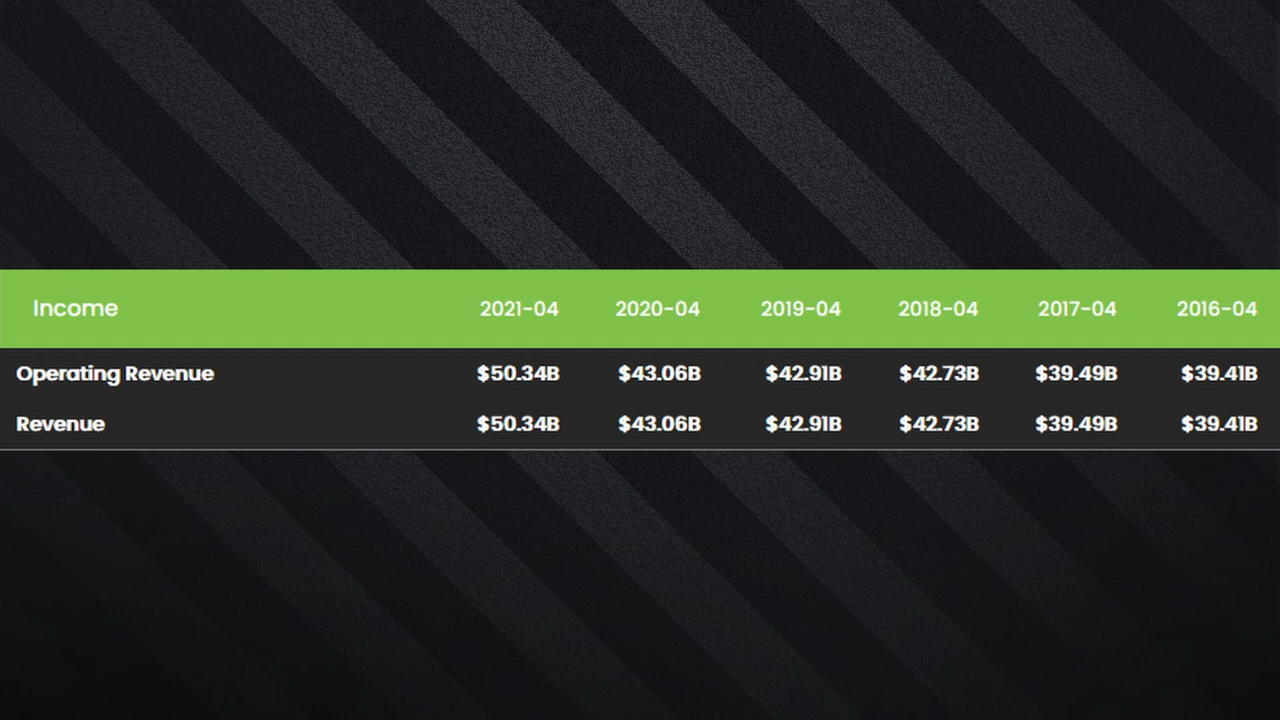 Income 2021-04 2020-04 2019-04 2018-04 2017-04 2016-04
Operating Revenue $50.34B $43.06B $42.91B $42.73B $39.49B $39.41B
Revenue $50.34B $43.06B $42.91B $42.73B $39.49B $39.41B